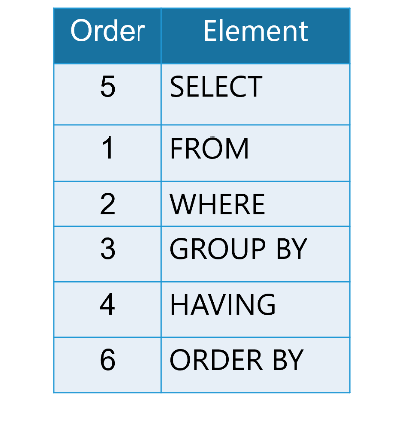 Order Element
5 SELECT
1 FROM
2 WHERE
3 GROUP BY
4 HAVING
6 ORDER BY